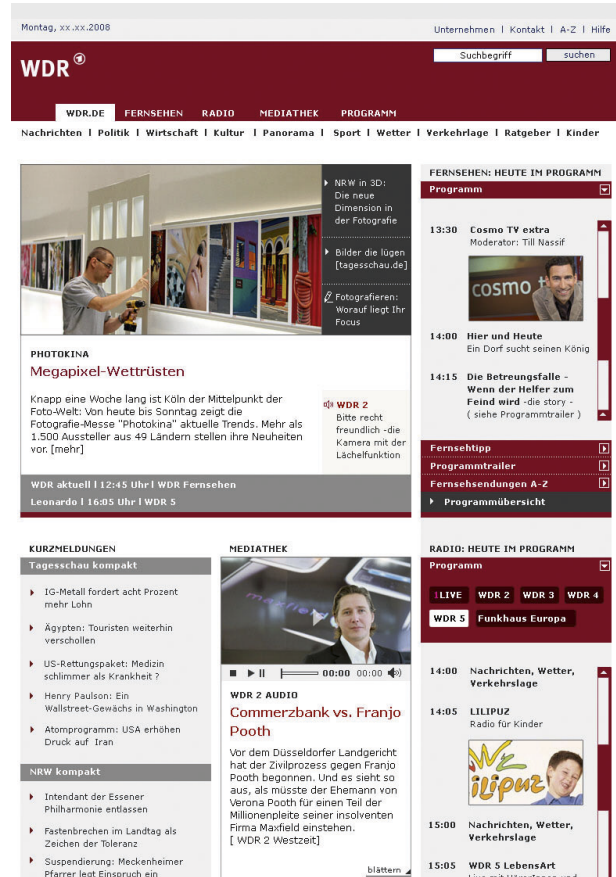 Montag, xx.xx.2008
Unternehmen I Kontakt I A-Z I Hilfe
Suchbegriff
suchen
WDR
WDR.DE FERNSEHEN RADIO MEDIATHEK PROGRAMM
Nachrichten I Politik I Wirtschaft I Kultur I Panorama I Sport I Wetter I Verkehrlage I Ratgeber I Kinder
NRW in 3D:
Die neue
Dimension in
der Fotografie
Bilder die lügen
[tagesschau.de]
Fotografieren:
Worauf liegt Ihr
Focus
PHOTOKINA
Megapixel-Wettrüsten
Knapp eine Woche lang ist Köln der
Mittelpunkt der
Foto-Welt: Von heute bis Sonntag zeigt die
Fotografie-Messe "Photokina" aktuelle Trends. Mehr als
1.500 Aussteller aus 49 Ländern stellen ihre Neuheiten
vor. [mehr]
WDR 2
Bitte recht
freundlich -die
Kamera mit der
Lächelfunktion
WDR aktuell I 12:45 Uhr I WDR Fernsehen
Leonardo I 16:05 Uhr I WDR 5
FERNSEHEN: HEUTE IM PROGRAMM
Programm
13:30 Cosmo TV extra
Moderator: Till Nassif
cosmo t
14:00 Hier und Heute
Ein Dorf sucht seinen König
14:15 Die Betreungsfalle -
Wenn der Helfer zum
Feind wird -die story -
( siehe Programmtrailer )
Fernsehtipp
Programmtrailer
Fernsehsendungen A-Z
Programmübersicht
KURZMELDUNGEN
Tagesschau kompakt
IG-Metall fordert acht Prozent
mehr Lohn
Ägypten: Touristen weiterhin
verschollen
US-Rettungspaket: Medizin
schlimmer als Krankheit ?
Henry Paulson: Ein
Wallstreet-Gewächs in Washington
Atomprogramm: USA erhöhen
Druck auf Iran
NRW kompakt
Intendant der Essener
Philharmonie entlassen
Fastenbrechen im Landtag als
Zeichen der Toleranz
Suspendierung: Meckenheimer
Pfarrer legt Einspruch ein
MEDIATHEK
maxfiel
00:00 00:00
WDR 2 AUDIO
Commerzbank vs. Franjo
Pooth
Vor dem Düsseldorfer Landgericht
hat der Zivilprozess gegen Franjo
Pooth begonnen. Und es sieht so
aus, als müsste der Ehemann von
Verona Pooth für einen Teil der
Millionenpleite seiner insolventen
Firma Maxfield einstehen.
[ WDR 2 Westzeit]
blättern
RADIO: HEUTE IM PROGRAMM
Programm
1LIVE WDR 2 WDR 3 WDR 4
WDR 5 Funkhaus Europa
14:00 Nachrichten, Wetter,
Verkehrslage
14:05 LILIPUZ
Radio für Kinder
LILIPUZ
15:00 Nachrichten, Wetter,
Verkehrslage
15:05 WDR 5 LebensArt
Live mit Hörerinnen und